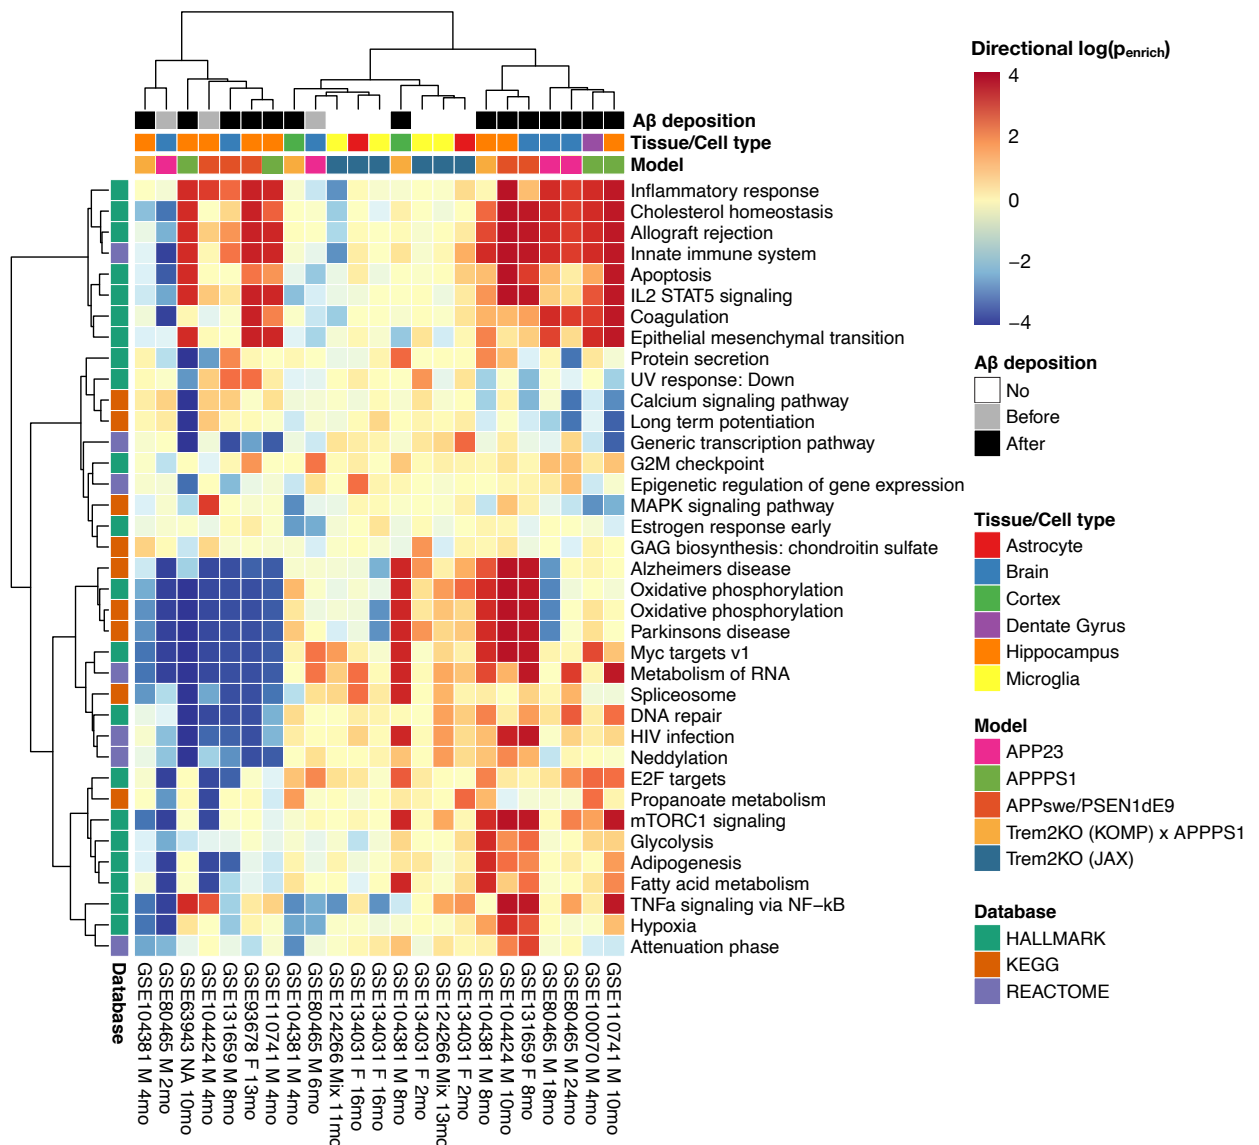 Directional log(penrich)
4
2
0
−2
−4
Aβ deposition
Tissue/Cell type
Model
Inflammatory response
Cholesterol homeostasis
Allograft rejection
Innate immune system
Apoptosis
IL2 STAT5 signaling
Coagulation
Epithelial mesenchymal transition
Protein secretion
UV response: Down
Calcium signaling pathway
Long term potentiation
Generic transcription pathway
G2M checkpoint
Epigenetic regulation of gene expression
MAPK signaling pathway
Estrogen response early
GAG biosynthesis: chondroitin sulfate
Alzheimers disease
Oxidative phosphorylation
Oxidative phosphorylation
Parkinsons disease
Myc targets v1
Metabolism of RNA
Spliceosome
DNA repair
HIV infection
Neddylation
E2F targets
Propanoate metabolism
mTORC1 signaling
Glycolysis
Adipogenesis
Fatty acid metabolism
TNFa signaling via NF−kB
Hypoxia
Attenuation phase
Database
GSE104381 M 4mo
GSE80465 M 2mo
GSE63943 NA 10mo
GSE104424 M 4mo
GSE131659 M 8mo
GSE93678 F 13mo
GSE110741 M 4mo
GSE104381 M 4mo
GSE80465 M 6mo
GSE124266 Mix 11mo
GSE134031 F 16mo
GSE134031 F 16mo
GSE104381 M 8mo
GSE134031 F 2mo
GSE124266 Mix 13mo
GSE134031 F 2mo
GSE104381 M 8mo
GSE104424 M 10mo
GSE131659 F 8mo
GSE80465 M 18mo
GSE80465 M 24mo
GSE100070 M 4mo
GSE110741 M 10mo
Aβ deposition
No
Before
After
Tissue/Cell type
Astrocyte
Brain
Cortex
Dentate Gyrus
Hippocampus
Microglia
Model
APP23
APPPS1
APPswe/PSEN1dE9
Trem2KO (KOMP) x APPPS1
Trem2KO (JAX)
Database
HALLMARK
KEGG
REACTOME